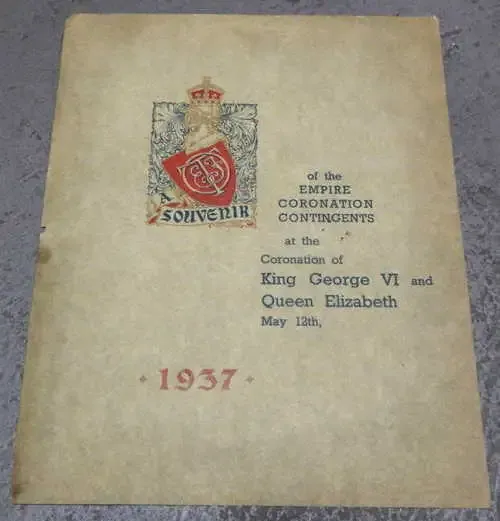 A
SOUVENIR
of the
EMPIRE
CORONATION
CONTINGENTS
at the
Coronation of
King George VI and
Queen Elizabeth
May 12th,
1937